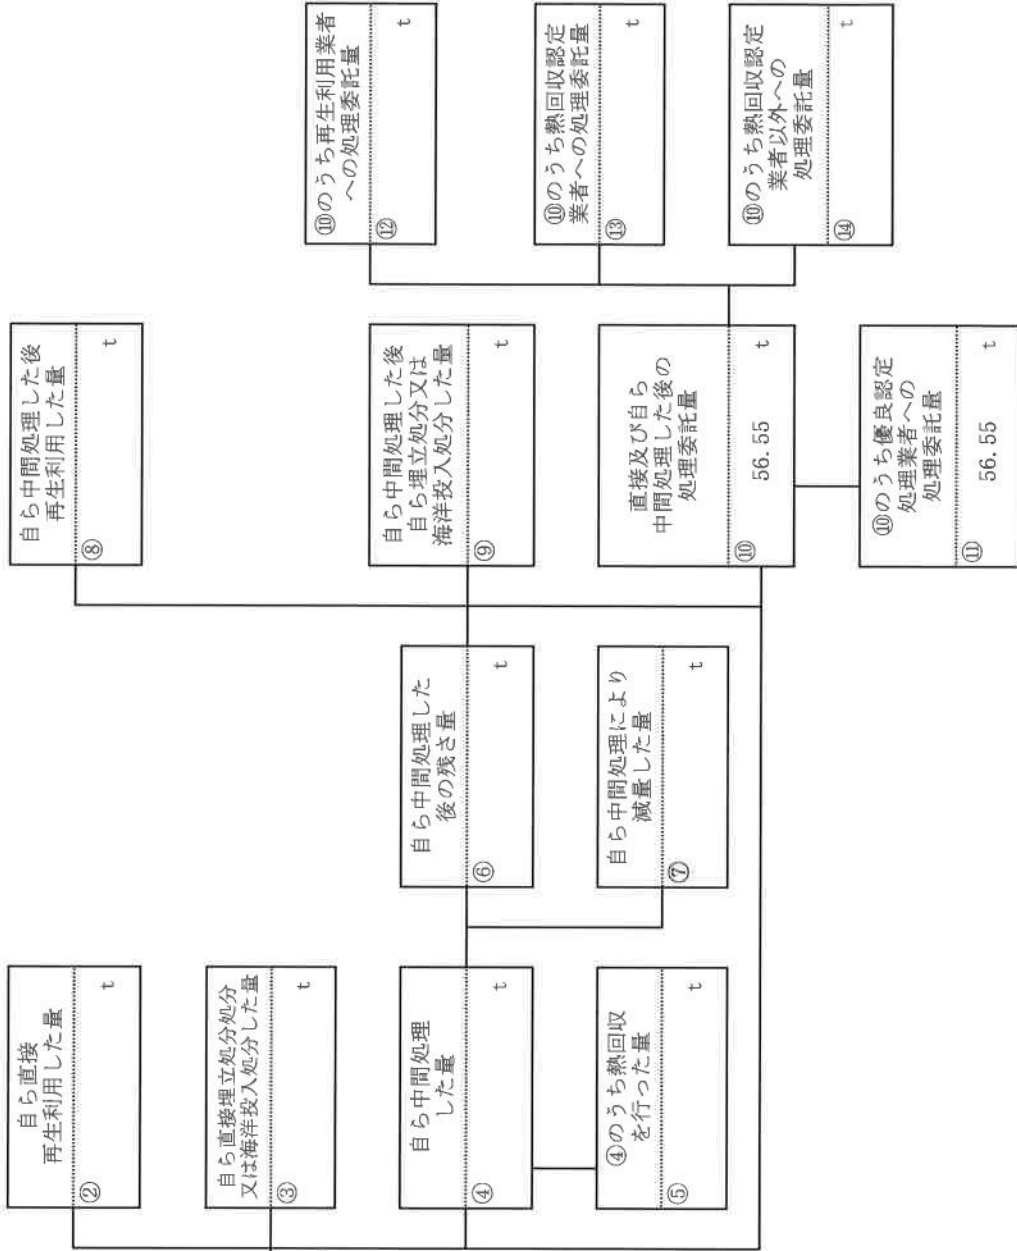 自ら直接
再生利用した量
②
t
自ら直接埋立処分処分
又は海洋投入処分した量
③
t
自ら中間処理
した量
④
t
④のうち熱回収
を行った量
⑤
t
自ら中間処理した
後の残さ量
⑥
t
自ら中間処理により
減量した量
⑦
t
自ら中間処理した後
再生利用した量
⑧
t
自ら中間処理した後
自ら埋立処分又は
海洋投入処分した量
⑨
t
直接及び自ら
中間処理した後の
処理委託量
⑩
56.55 t
⑩のうち優良認定
処理業者への
処理委託量
⑪
56.55 t
⑩のうち再生利用業者
への処理委託量
⑫
t
⑩のうち熱回収認定
業者への処理委託量
⑬
t
⑩のうち熱回収認定
業者以外への
処理委託量
⑭
t